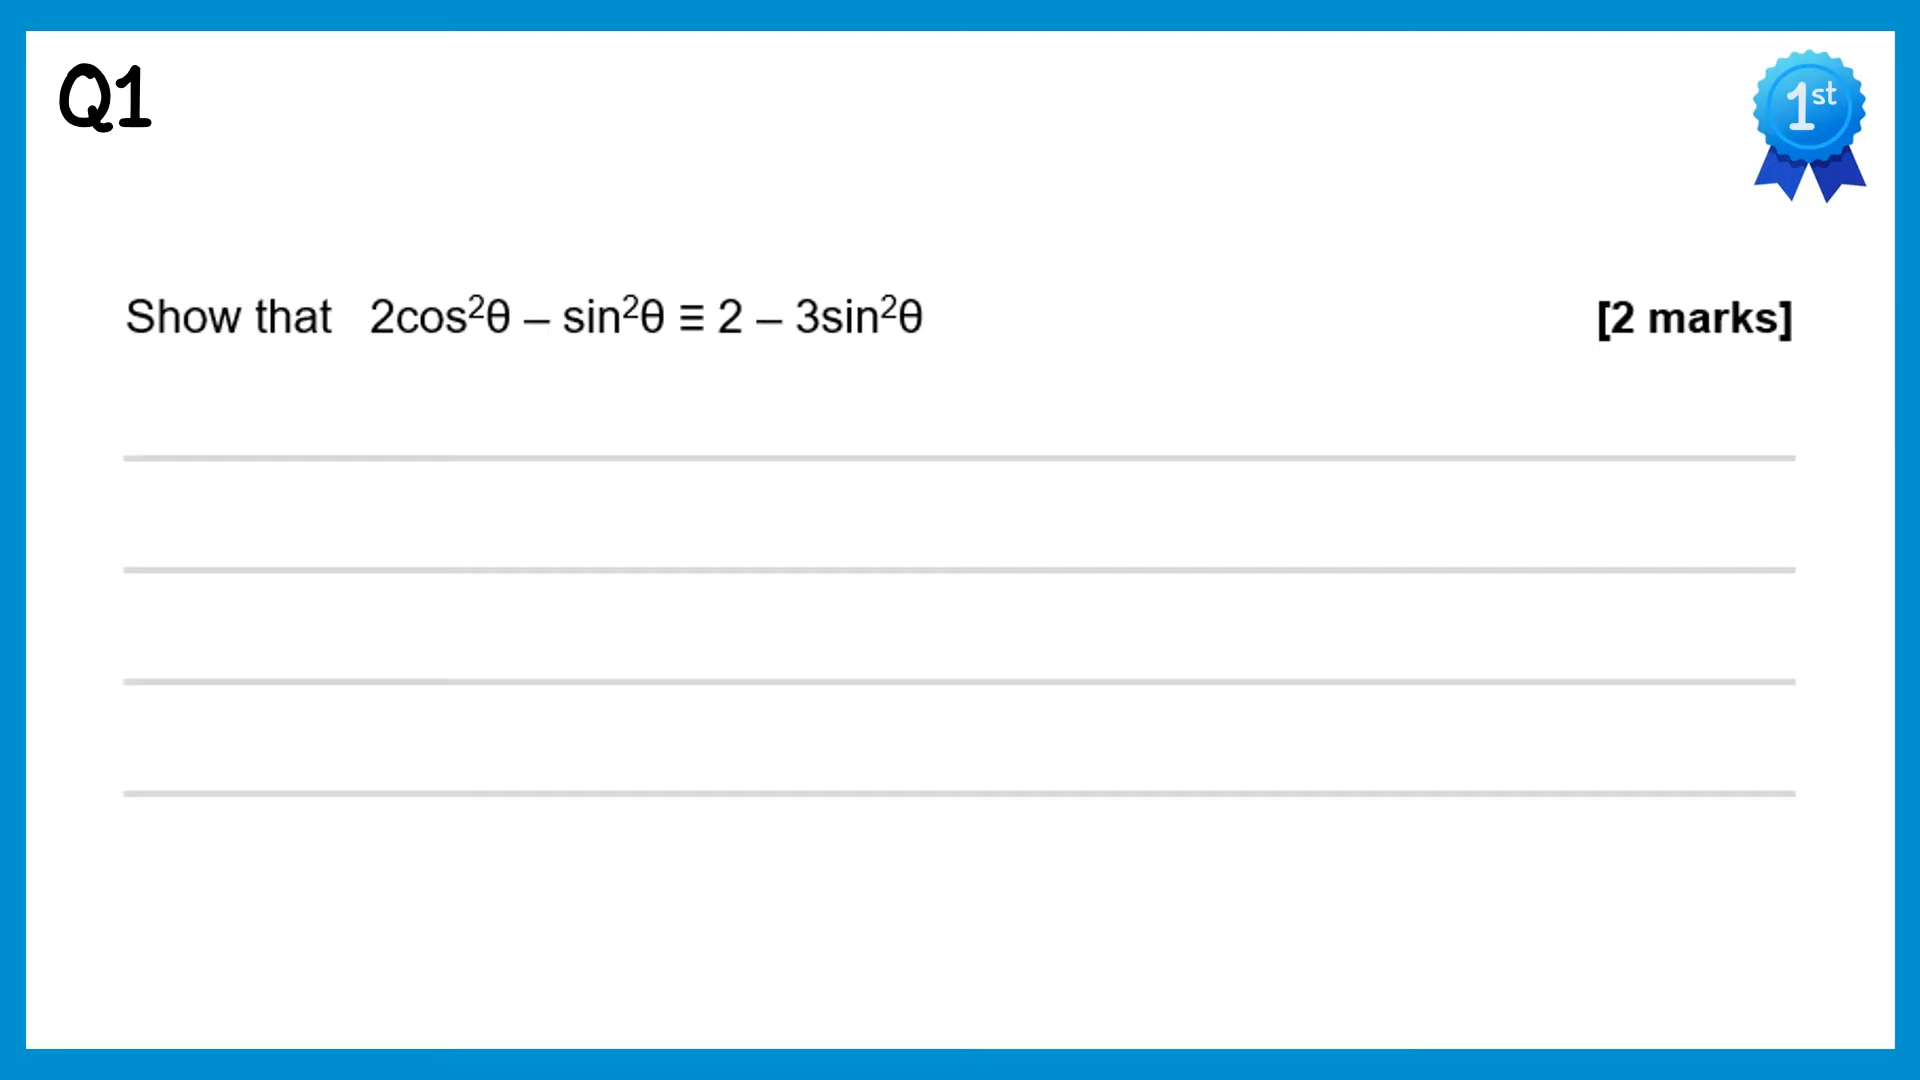 Q1
1st
Show that 2cos²θ – sin²θ ≡ 2 – 3sin²θ [2 marks]